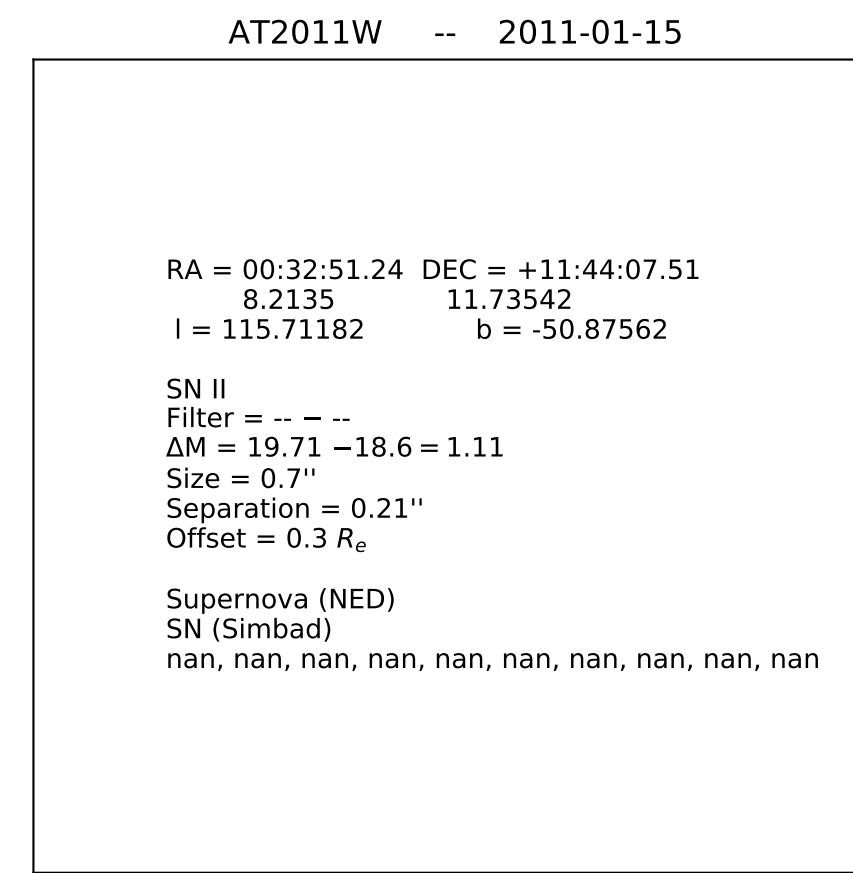 AT2011W -- 2011-01-15
RA = 00:32:51.24 DEC = +11:44:07.51
8.2135 11.73542
l = 115.71182 b = -50.87562
SN II
Filter = -- − --
ΔM = 19.71 −18.6 = 1.11
Size = 0.7''
Separation = 0.21''
Offset = 0.3 Rₑ
Supernova (NED)
SN (Simbad)
nan, nan, nan, nan, nan, nan, nan, nan, nan, nan